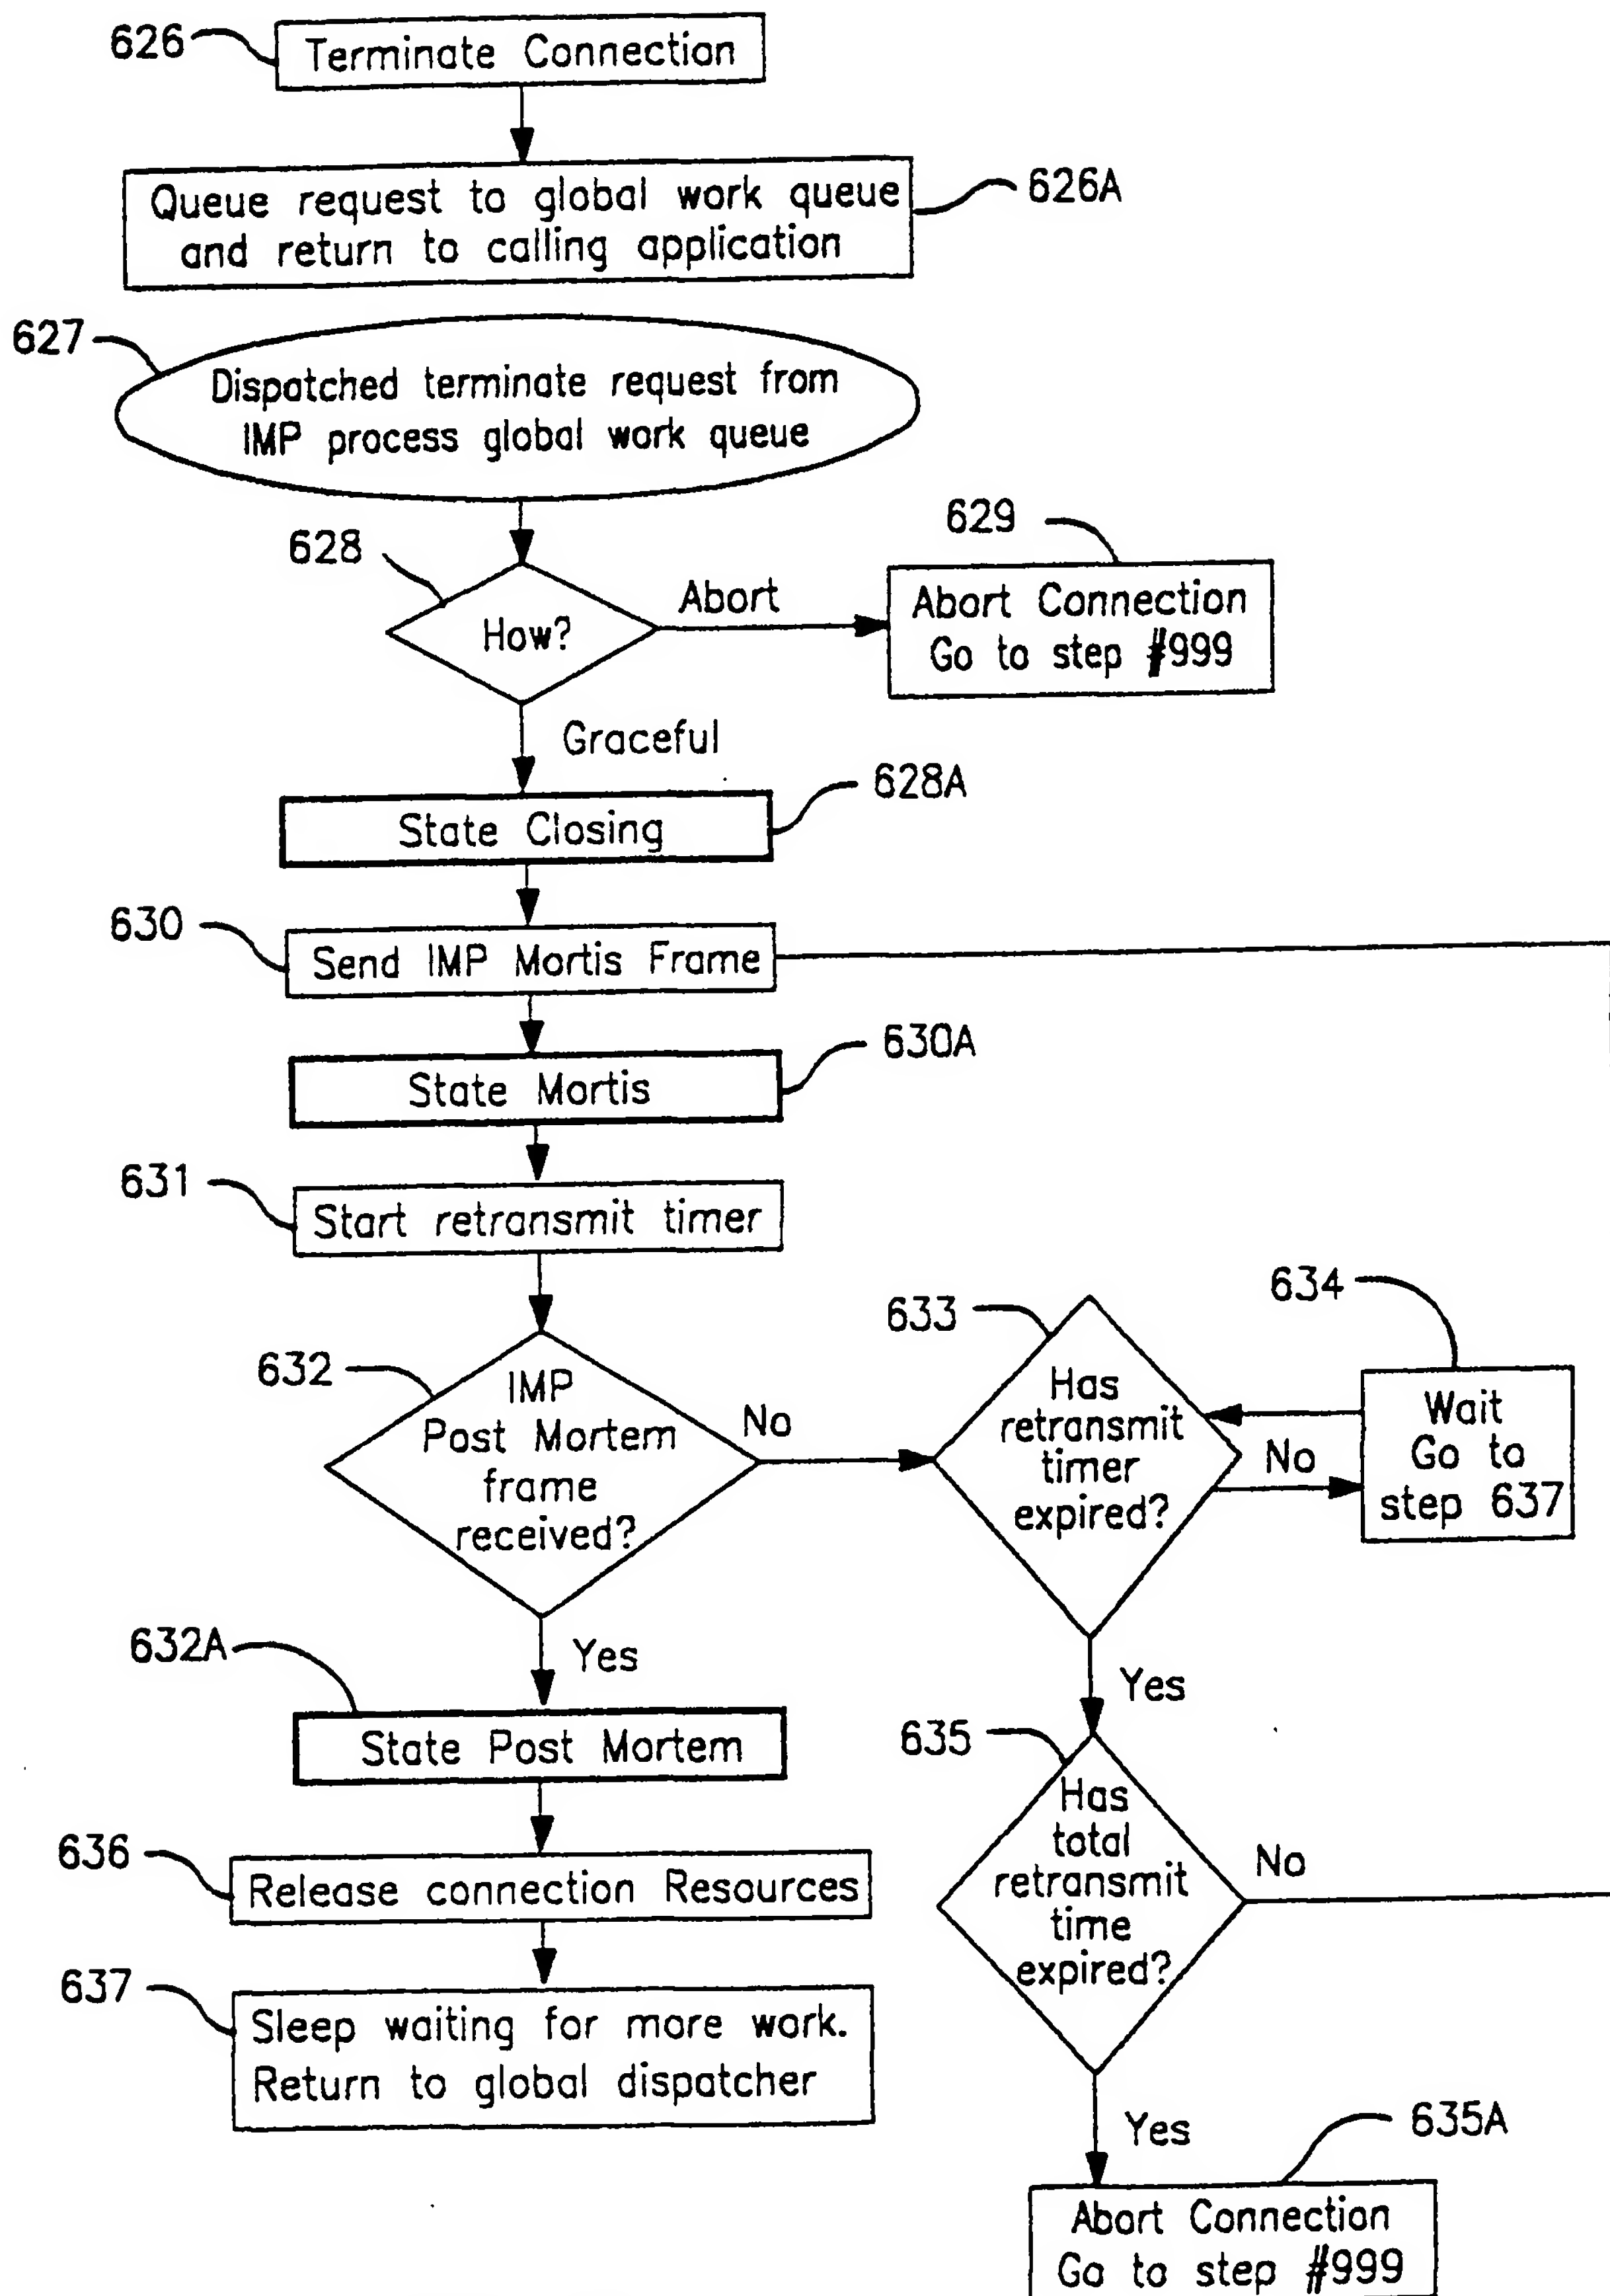 626
Terminate Connection
Queue request to global work queue
and return to calling application
626A
627
Dispatched terminate request from
IMP process global work queue
628
How?
Abort
629
Abort Connection
Go to step #999
Graceful
628A
State Closing
630
Send IMP Mortis Frame
630A
State Mortis
631
Start retransmit timer
632
IMP
Post Mortem
frame
received?
No
633
Has
retransmit
timer
expired?
No
634
Wait
Go to
step 637
Yes
632A
State Post Mortem
Yes
635
Has
total
retransmit
time
expired?
No
636
Release connection Resources
637
Sleep waiting for more work.
Return to global dispatcher
Yes
635A
Abort Connection
Go to step #999